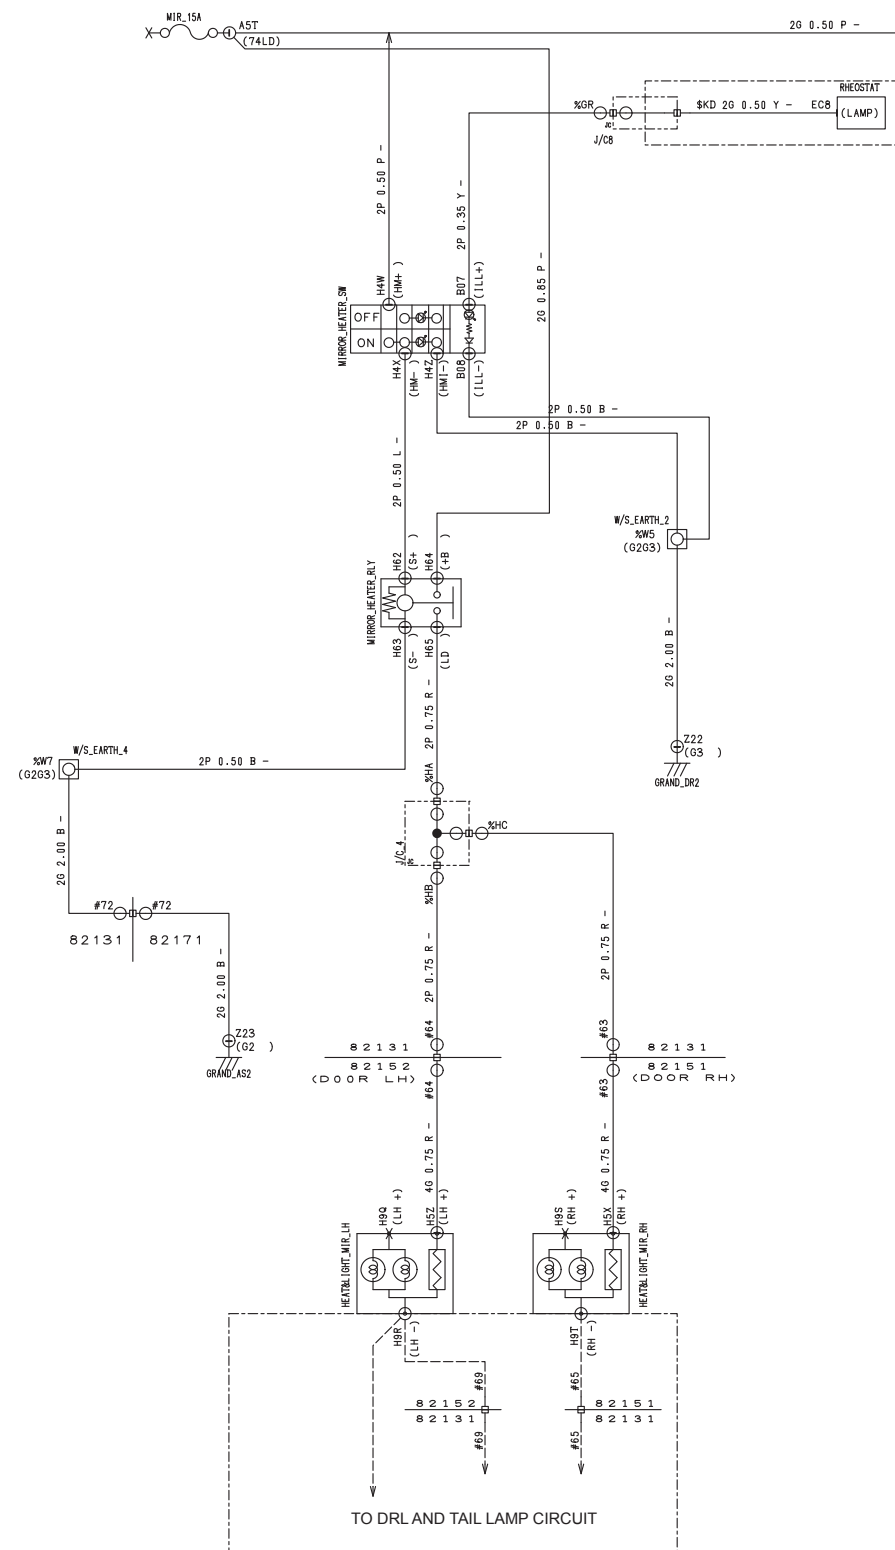 MIR_15A
A5T
(74LD)
2G 0.50 P -
RHEOSTAT
(LAMP)
%GR
$KD 2G 0.50 Y -
EC8
JC
J/C8
2P 0.50 P -
2P 0.35 Y -
2G 0.85 P -
H4W
(HM+ )
B07
(ILL+)
MIRROR_HEATER_SW
OFF
ON
H4X
(HM- )
H4Z
(HMI-)
B08
(ILL-)
2P 0.50 B -
2P 0.50 B -
2P 0.50 L -
W/S_EARTH_2
%W5
(G2G3)
H62
(S+ )
H64
(+B )
MIRROR_HEATER_RLY
H63
(S- )
H65
(LD )
2G 2.00 B -
2P 0.75 R -
Z22
(G3 )
GRAND_DR2
W/S_EARTH_4
%W7
(G2G3)
2P 0.50 B -
%HA
%HC
J/C_4
JC
%HB
2G 2.00 B -
#72
#72
82131
82171
2G 2.00 B -
2P 0.75 R -
2P 0.75 R -
Z23
(G2 )
GRAND_AS2
#64
#63
82131
82152
(DOOR LH)
82131
82151
(DOOR RH)
#64
#63
4G 0.75 R -
4G 0.75 R -
H9Q
(LH +)
H5Z
(LH +)
H9S
(RH +)
H5X
(RH +)
HEAT&LIGHT_MIR_LH
HEAT&LIGHT_MIR_RH
H9R
(LH -)
H9T
(RH -)
#69
#65
82152
82131
82151
82131
#69
#65
TO DRL AND TAIL LAMP CIRCUIT